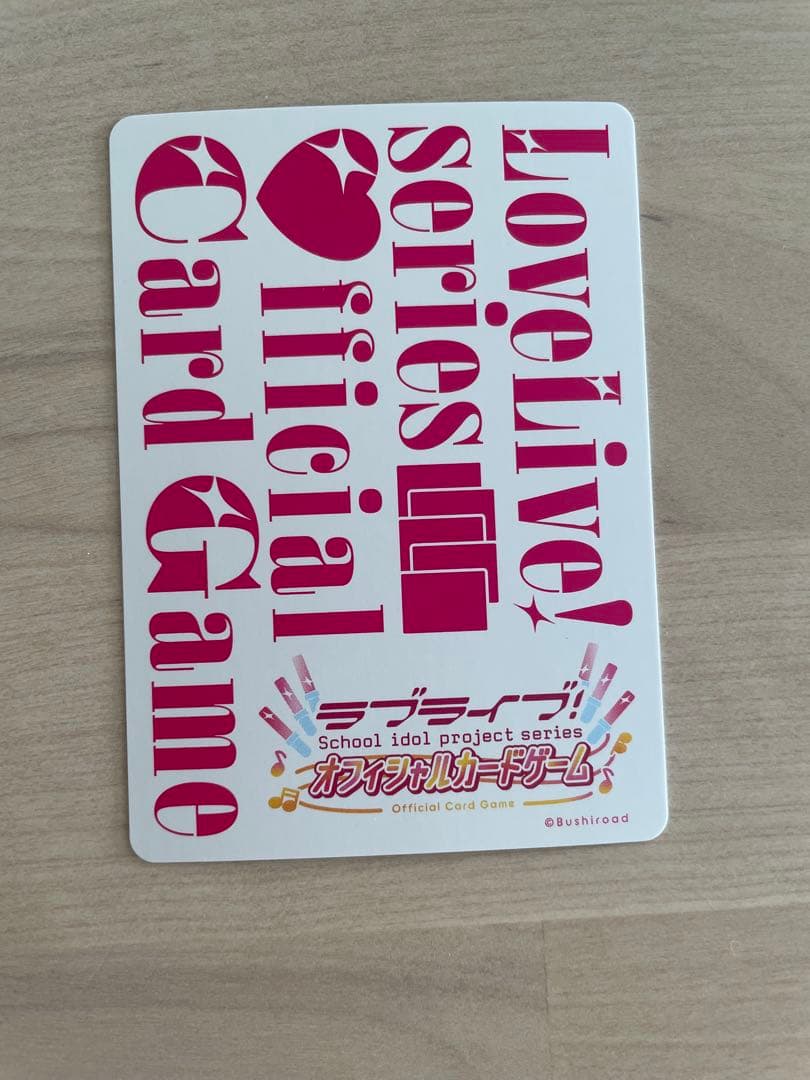 LoveLive!
series
♥fficial
Card Game
ラブライブ!
School idol project series
オフィシャルカードゲーム
Official Card Game
©Bushiroad